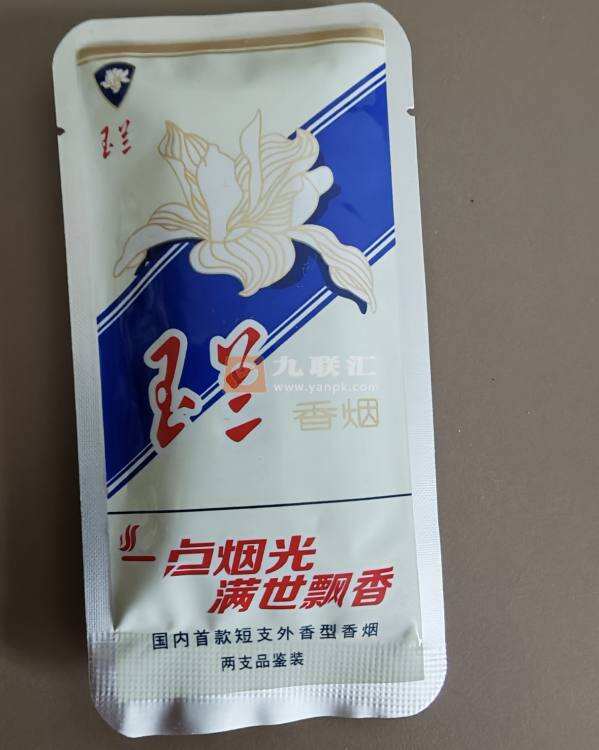 玉兰
玉兰
九联汇
www.yanpk.com
香烟
一点烟光
满世飘香
国内首款短支外香型香烟
两支品鉴装